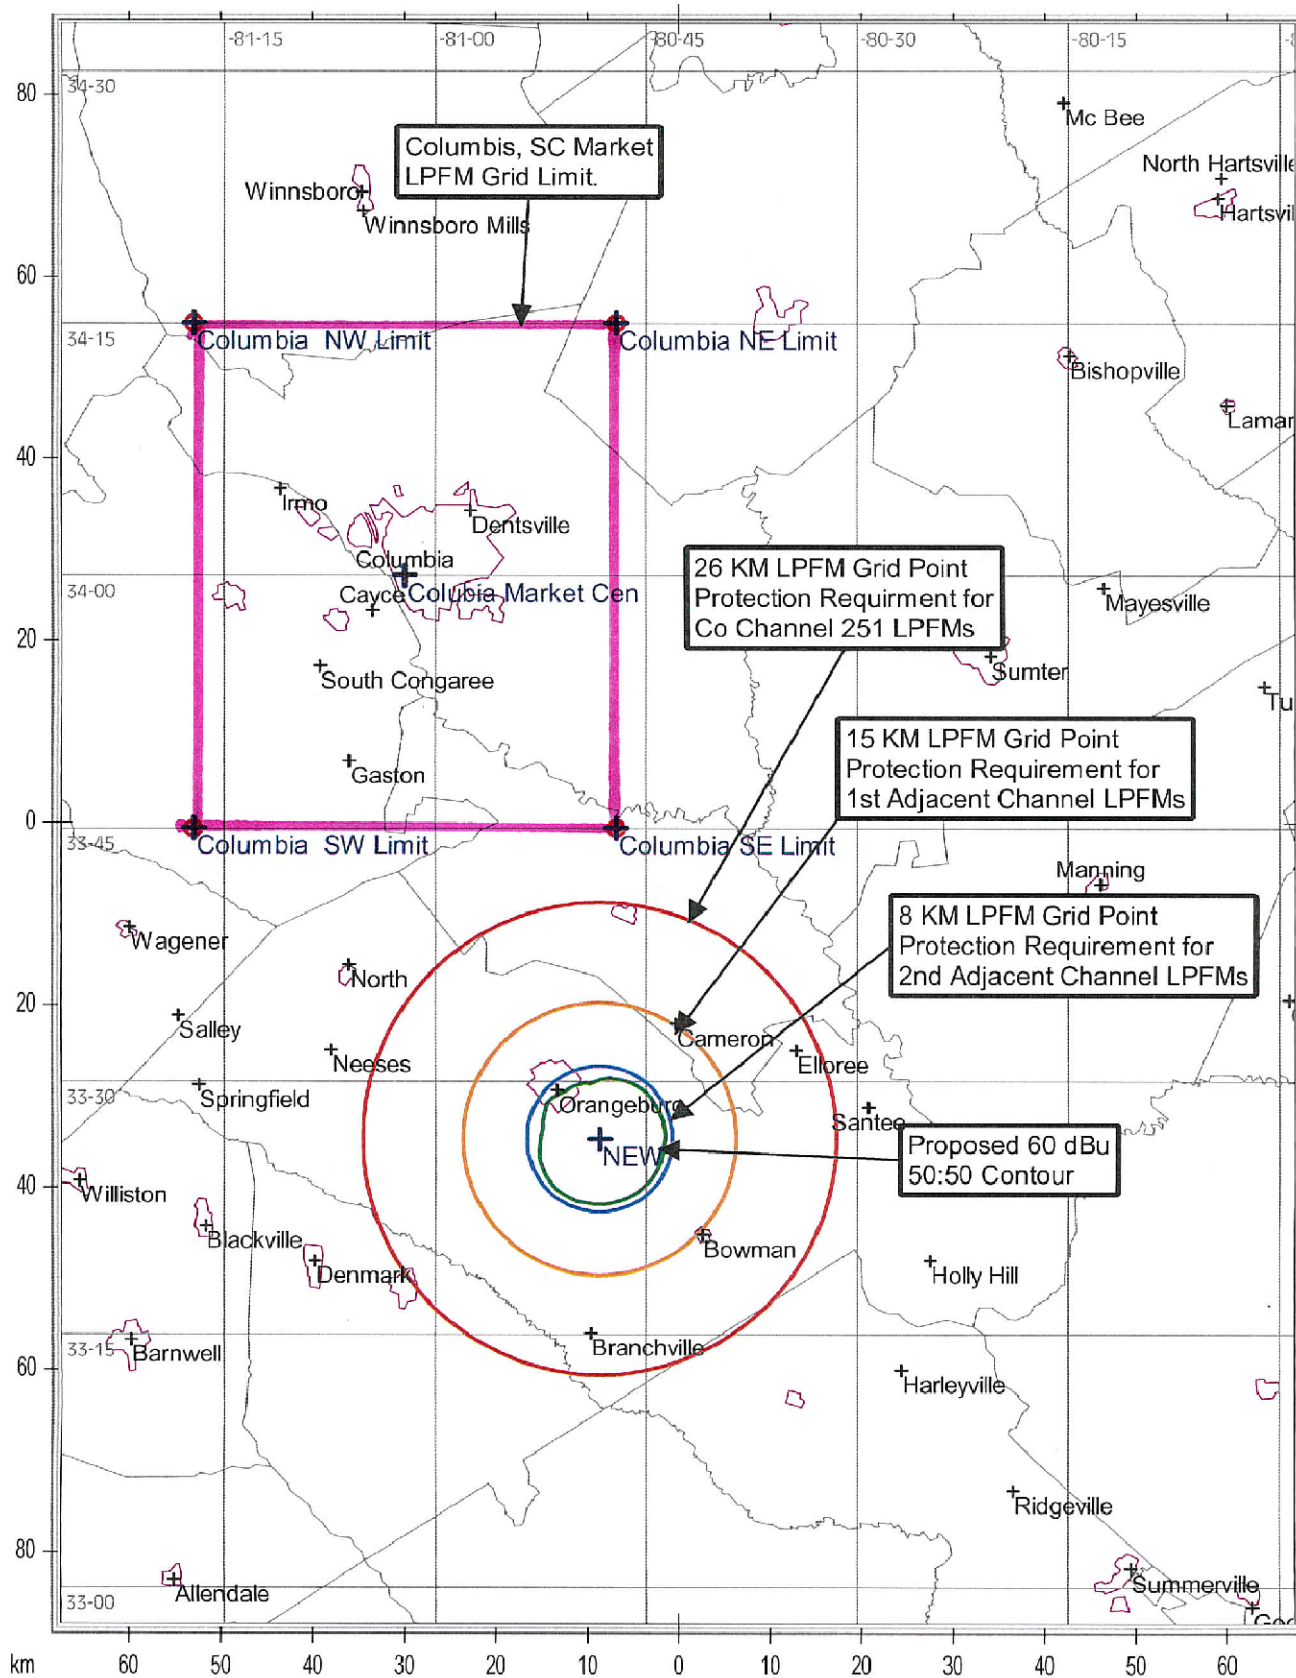 -81-15
-81-00
-80-45
-80-30
-80-15
80
34-30
Mc Bee
Columbis, SC Market
LPFM Grid Limit.
North Hartsville
Winnsboro
Winnsboro Mills
Hartsvil
60
34-15
Columbia NW Limit
Columbia NE Limit
Bishopville
Lamar
40
Irmo
Dentsville
Columbia
34-00
Cayce
Colubia Market Cen
26 KM LPFM Grid Point
Protection Requirment for
Co Channel 251 LPFMs
Mayesville
20
Sumter
South Congaree
Tu
15 KM LPFM Grid Point
Protection Requirement for
1st Adjacent Channel LPFMs
Gaston
0
33-45
Columbia SW Limit
Columbia SE Limit
Manning
8 KM LPFM Grid Point
Protection Requirement for
2nd Adjacent Channel LPFMs
Wagener
North
20
Salley
Cameron
Neeses
Elloree
33-30
Springfield
Orangeburg
Santee
NEW
Proposed 60 dBu
50:50 Contour
40
Williston
Blackville
Bowman
Denmark
Holly Hill
33-15
Barnwell
Branchville
60
Harleyville
Ridgeville
80
Allendale
Summerville
33-00
Goo
km 60 50 40 30 20 10 0 10 20 30 40 50 60